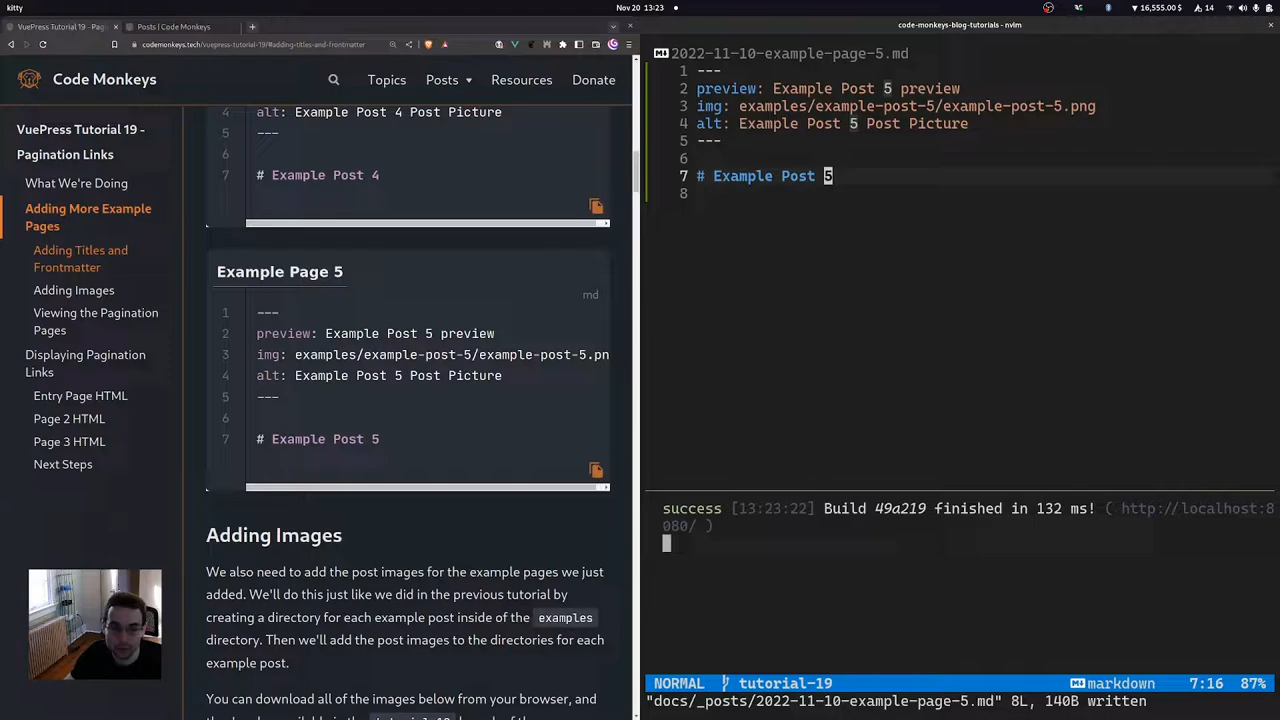 kitty
Nov 20 13:23
16,555.00
14
VuePress Tutorial 19 - Pag
Posts | Code Monkeys
codemonkeys.tech/vuepress-tutorial-19/#adding-titles-and-frontmatter
Code Monkeys
Topics
Posts
Resources
Donate
VuePress Tutorial 19 -
Pagination Links
What We're Doing
Adding More Example
Pages
Adding Titles and
Frontmatter
Adding Images
Viewing the Pagination
Pages
Displaying Pagination
Links
Entry Page HTML
Page 2 HTML
Page 3 HTML
Next Steps
4 alt: Example Post 4 Post Picture
5 ---
6
7 # Example Post 4
Example Page 5
md
1 ---
2 preview: Example Post 5 preview
3 img: examples/example-post-5/example-post-5.pn
4 alt: Example Post 5 Post Picture
5 ---
6
7 # Example Post 5
Adding Images
We also need to add the post images for the example pages we just
added. We'll do this just like we did in the previous tutorial by
creating a directory for each example post inside of the examples
directory. Then we'll add the post images to the directories for each
example post.
You can download all of the images below from your browser, and
code-monkeys-blog-tutorials - nvim
2022-11-10-example-page-5.md
1 ---
2 preview: Example Post 5 preview
3 img: examples/example-post-5/example-post-5.png
4 alt: Example Post 5 Post Picture
5 ---
6
7 # Example Post 5
8
success [13:23:22] Build 49a219 finished in 132 ms! ( http://localhost:8
080/ )
NORMAL tutorial-19 markdown 7:16 87%
"docs/_posts/2022-11-10-example-page-5.md" 8L, 140B written